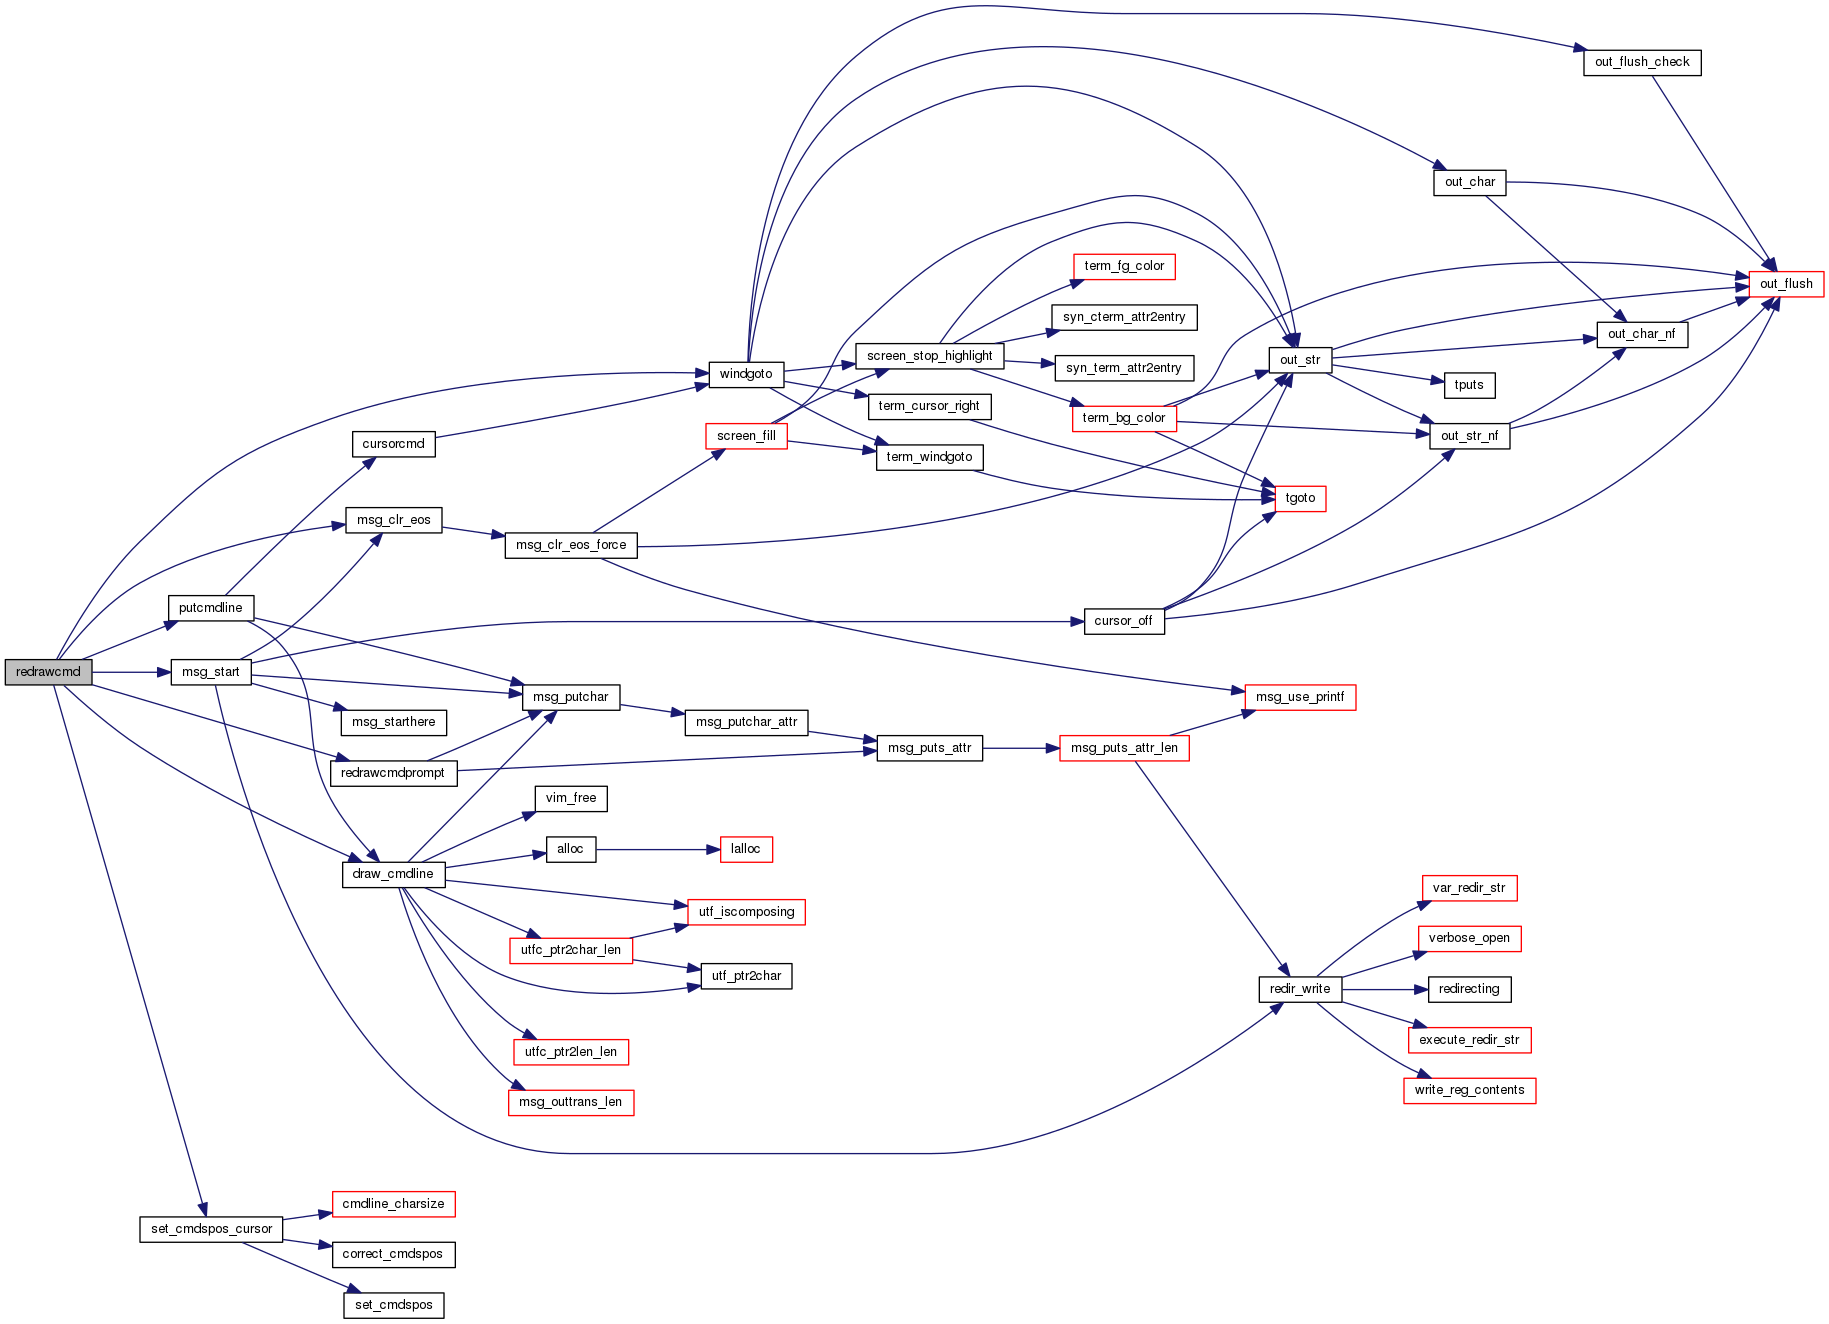 out_flush_check
out_char
term_fg_color
out_flush
syn_cterm_attr2entry
out_char_nf
screen_stop_highlight
out_str
syn_term_attr2entry
windgoto
tputs
term_cursor_right
term_bg_color
screen_fill
out_str_nf
cursorcmd
term_windgoto
tgoto
msg_clr_eos
msg_clr_eos_force
putcmdline
cursor_off
redrawcmd
msg_start
msg_putchar
msg_use_printf
msg_starthere
msg_putchar_attr
msg_puts_attr
msg_puts_attr_len
redrawcmdprompt
vim_free
alloc
lalloc
draw_cmdline
var_redir_str
utf_iscomposing
verbose_open
utfc_ptr2char_len
utf_ptr2char
redir_write
redirecting
execute_redir_str
utfc_ptr2len_len
write_reg_contents
msg_outtrans_len
cmdline_charsize
set_cmdspos_cursor
correct_cmdspos
set_cmdspos